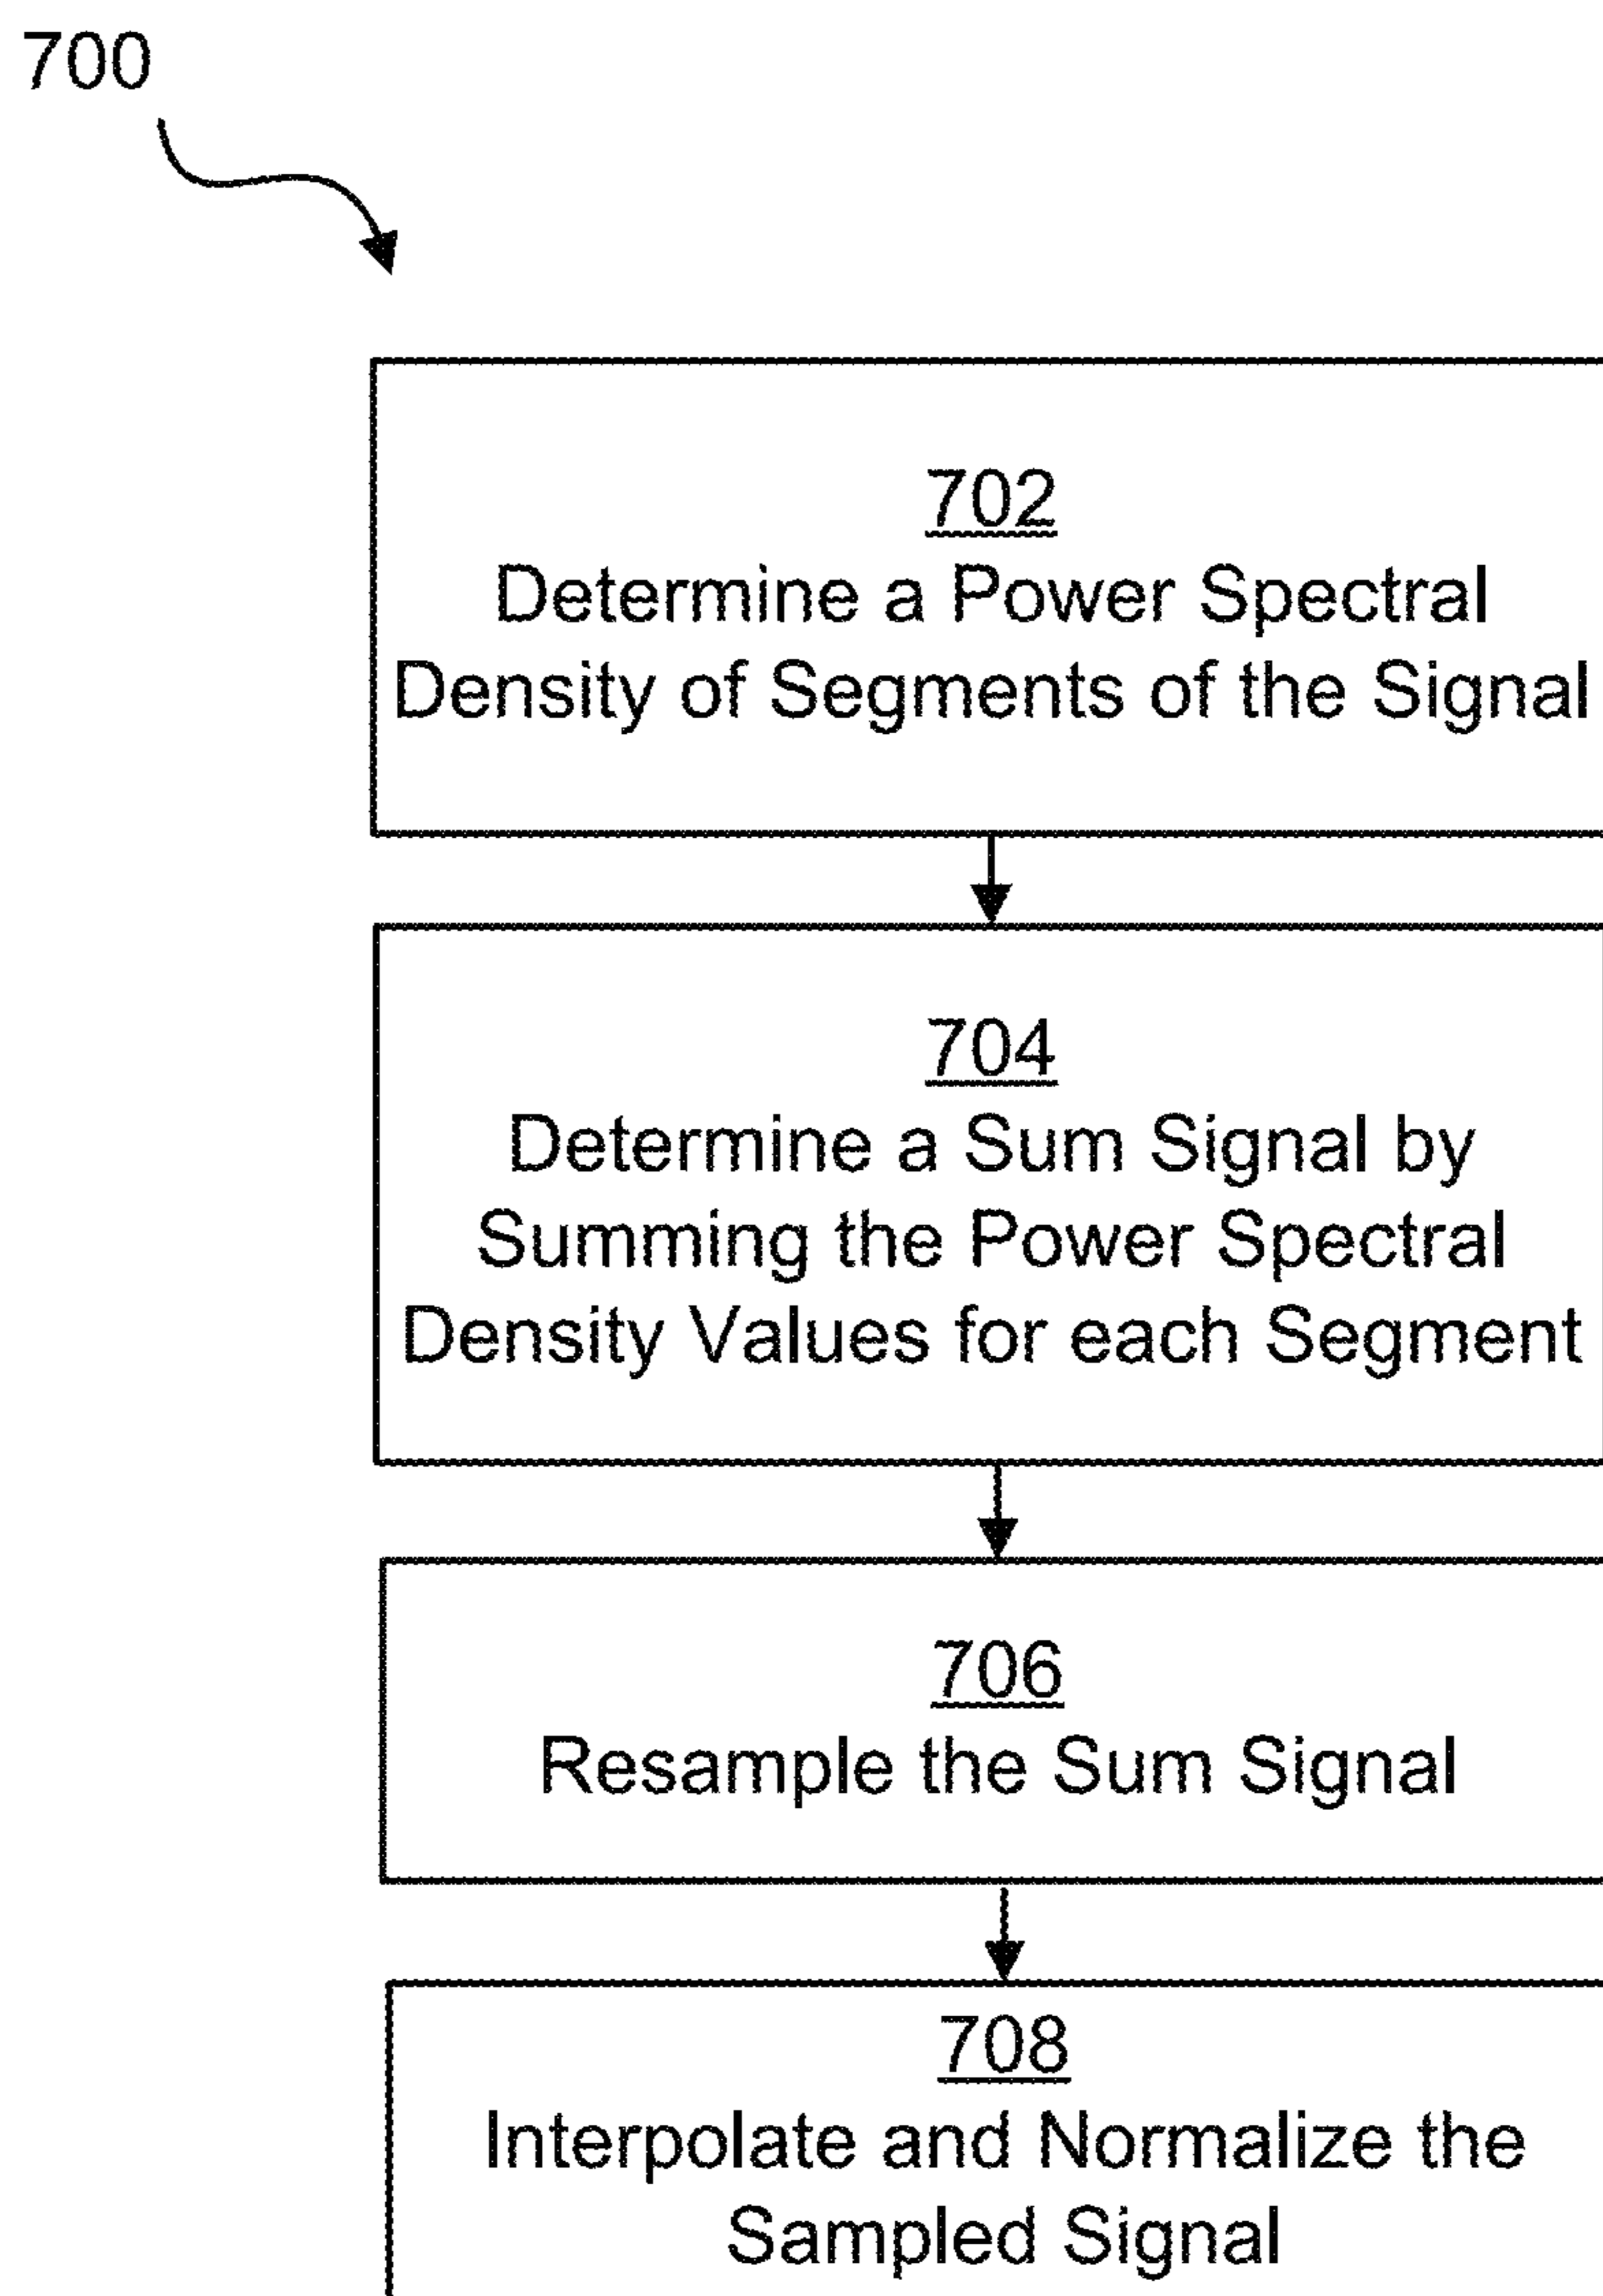 700
702
Determine a Power Spectral
Density of Segments of the Signal
704
Determine a Sum Signal by
Summing the Power Spectral
Density Values for each Segment
706
Resample the Sum Signal
708
Interpolate and Normalize the
Sampled Signal